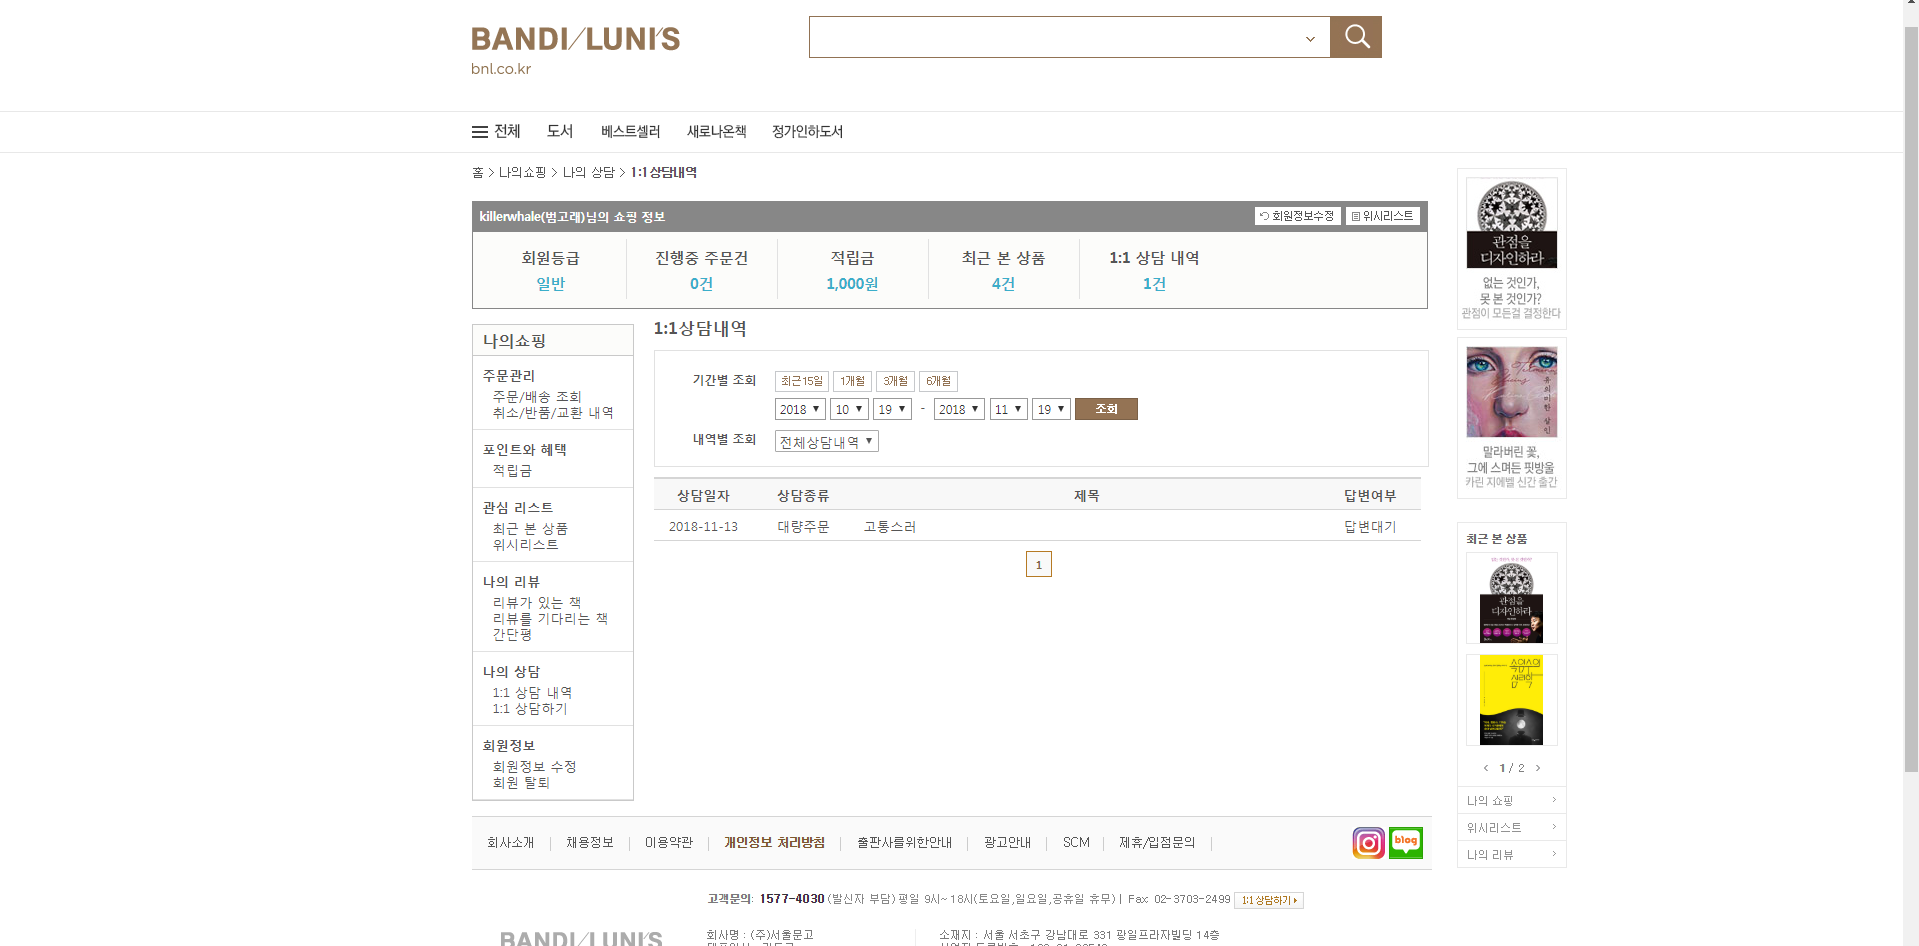 BANDI/LUNI'S
bnl.co.kr
전체 도서 베스트셀러 새로나온책 정가인하도서
홈 > 나의쇼핑 > 나의 상담 > 1:1상담내역
killerwhale(범고래)님의 쇼핑 정보
회원정보수정 위시리스트
회원등급 진행중 주문건 적립금 최근 본 상품 1:1 상담 내역
일반 0건 1,000원 4건 1건
나의쇼핑
주문관리
주문/배송 조회
취소/반품/교환 내역
포인트와 혜택
적립금
관심 리스트
최근 본 상품
위시리스트
나의 리뷰
리뷰가 있는 책
리뷰를 기다리는 책
간단평
나의 상담
1:1 상담 내역
1:1 상담하기
회원정보
회원정보 수정
회원 탈퇴
1:1상담내역
기간별 조회 최근15일 1개월 3개월 6개월
2018 10 19 - 2018 11 19 조회
내역별 조회 전체상담내역
상담일자 상담종류 제목 답변여부
2018-11-13 대량주문 고통스러 답변대기
1
관점을
디자인하라
없는 것인가,
못 본 것인가?
관점이 모든걸 결정한다
유의미한 살인
말라버린 꽃,
그에 스며든 핏방울
카린 지에벨 신간 출간
최근 본 상품
관점을
디자인하라
< 1 / 2 >
나의 쇼핑 >
위시리스트 >
나의 리뷰 >
회사소개 채용정보 이용약관 개인정보 처리방침 출판사를위한안내 광고안내 SCM 제휴/입점문의
blog
고객문의: 1577-4030 (발신자 부담) 평일 9시~18시(토요일,일요일,공휴일 휴무) | Fax: 02-3703-2499 1:1 상담하기
BANDI/LUNI'S
회사명 : (주)서울문고
소재지 : 서울 서초구 강남대로 331 광일프라자빌딩 14층